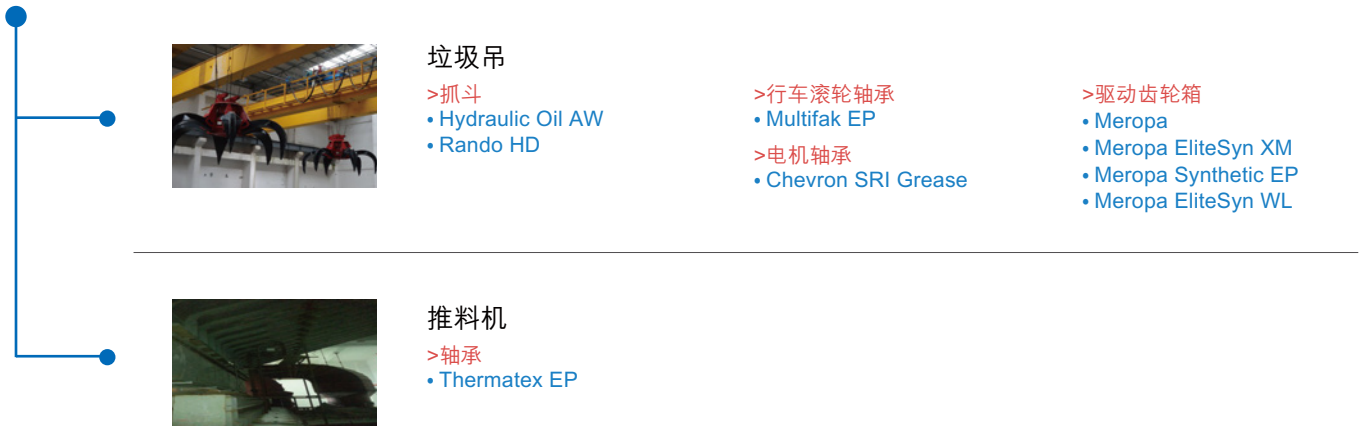 垃圾吊
>抓斗
• Hydraulic Oil AW
• Rando HD
>行车滚轮轴承
• Multifak EP
>电机轴承
• Chevron SRI Grease
>驱动齿轮箱
• Meropa
• Meropa EliteSyn XM
• Meropa Synthetic EP
• Meropa EliteSyn WL
推料机
>轴承
• Thermatex EP